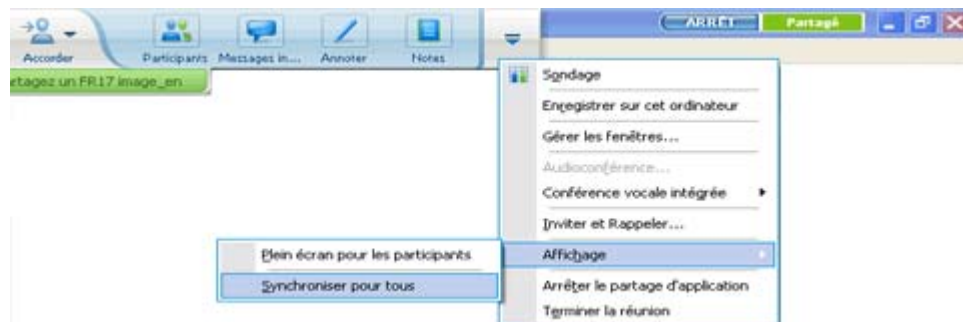 ARRÊT Partagé
Accorder Participants Messages in... Annoter Notes
rtagez un FR17 image_en
Sondage
Enregistrer sur cet ordinateur
Gérer les fenêtres...
Audioconférence...
Conférence vocale intégrée
Inviter et Rappeler...
Plein écran pour les participants
Affichage
Synchroniser pour tous
Arrêter le partage d'application
Terminer la réunion